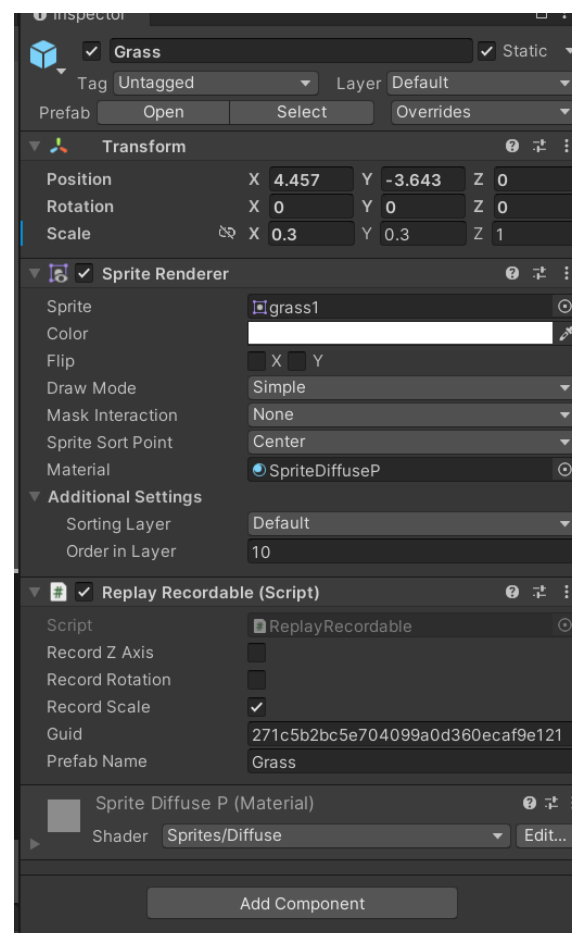 Inspector
Grass Static
Tag Untagged Layer Default
Prefab Open Select Overrides
Transform
Position X 4.457 Y -3.643 Z 0
Rotation X 0 Y 0 Z 0
Scale X 0.3 Y 0.3 Z 1
Sprite Renderer
Sprite grass1
Color
Flip X Y
Draw Mode Simple
Mask Interaction None
Sprite Sort Point Center
Material SpriteDiffuseP
Additional Settings
Sorting Layer Default
Order in Layer 10
# Replay Recordable (Script)
Script # ReplayRecordable
Record Z Axis
Record Rotation
Record Scale
Guid 271c5b2bc5e704099a0d360ecaf9e121
Prefab Name Grass
Sprite Diffuse P (Material)
Shader Sprites/Diffuse Edit...
Add Component